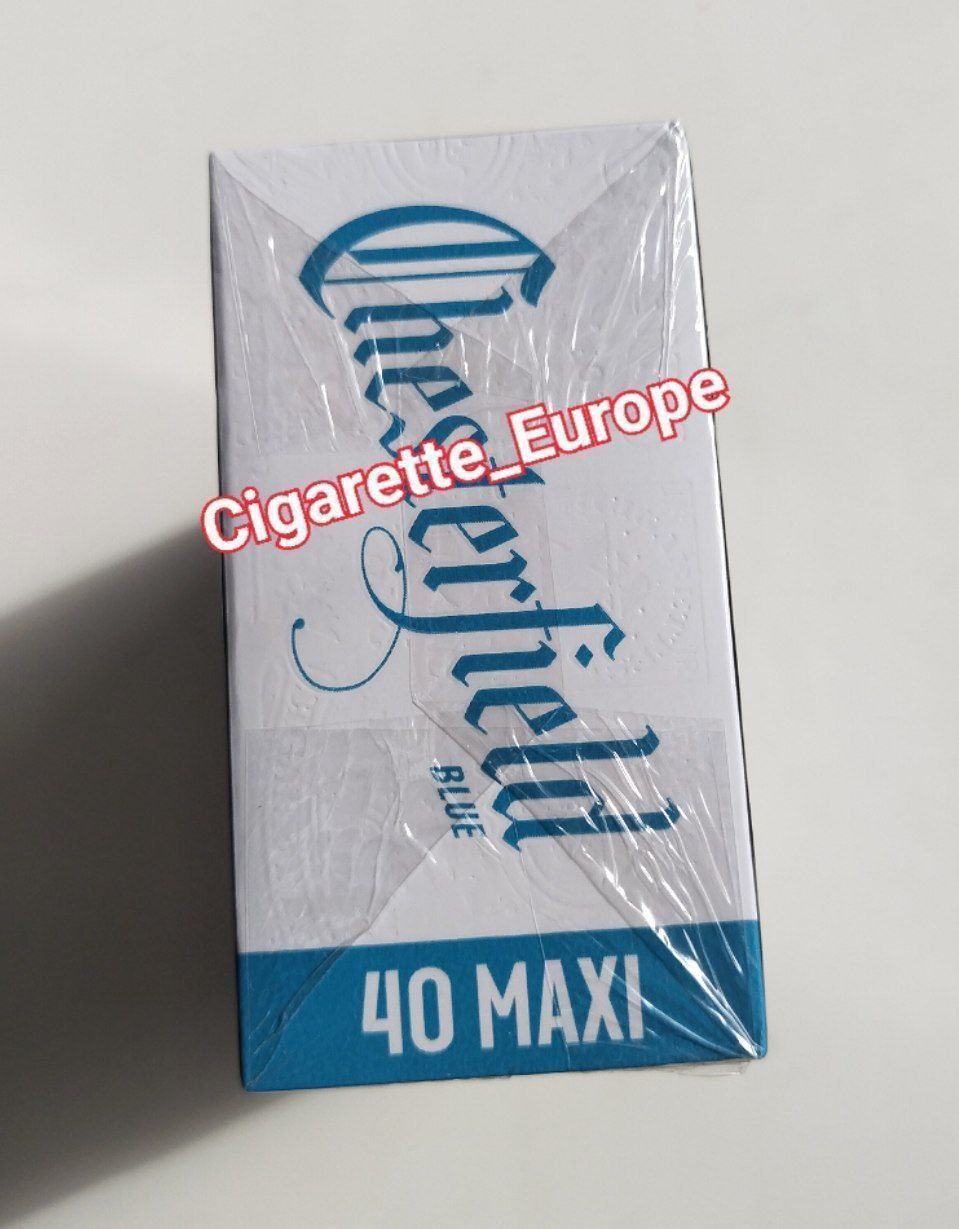 Chesterfield
Cigarette_Europe
BLUE
40 MAXI